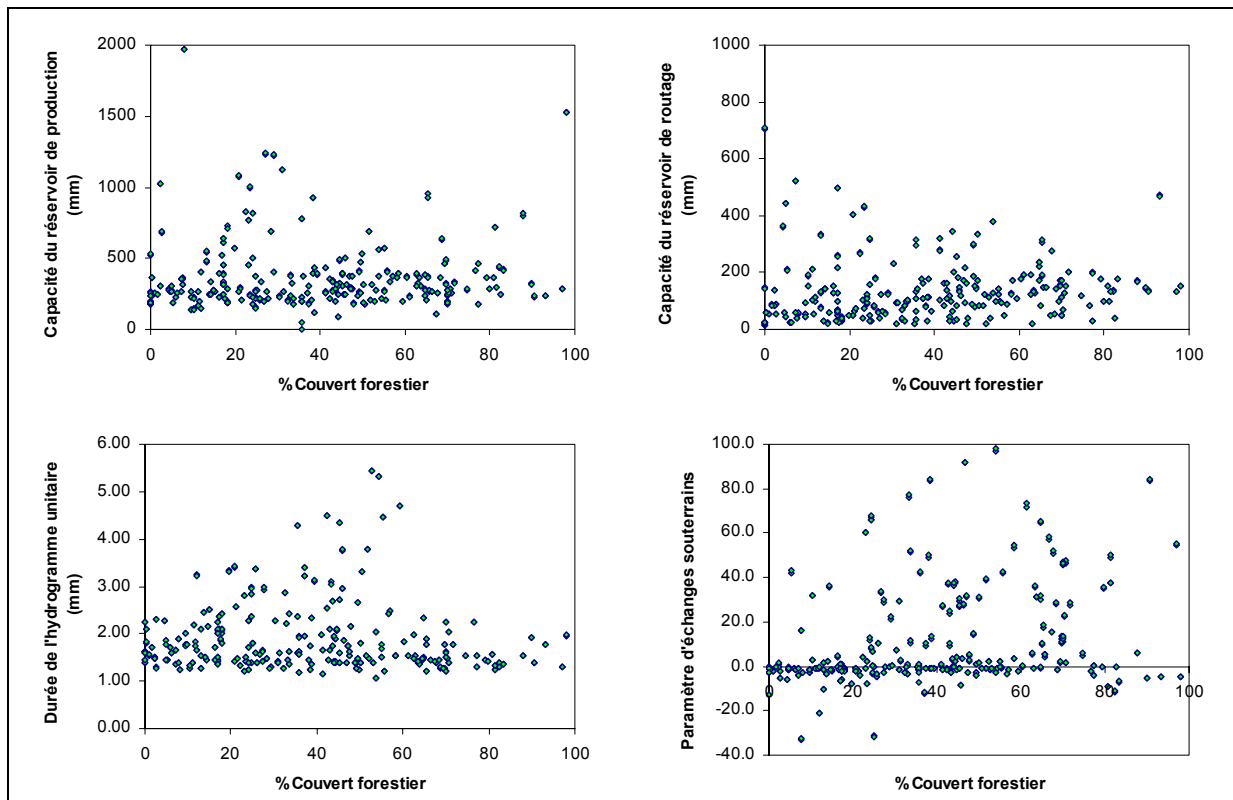 Capacité du réservoir de production
(mm)
2000
1500
1000
500
0
0 20 40 60 80 100
% Couvert forestier
Capacité du réservoir de routage
(mm)
1000
800
600
400
200
0
0 20 40 60 80 100
% Couvert forestier
Durée de l'hydrogramme unitaire
(mm)
6.00
5.00
4.00
3.00
2.00
1.00
0.00
0 20 40 60 80 100
% Couvert forestier
Paramètre d'échanges souterrains
100.0
80.0
60.0
40.0
20.0
0.0
-20.0
-40.0
0 20 40 60 80 100
% Couvert forestier